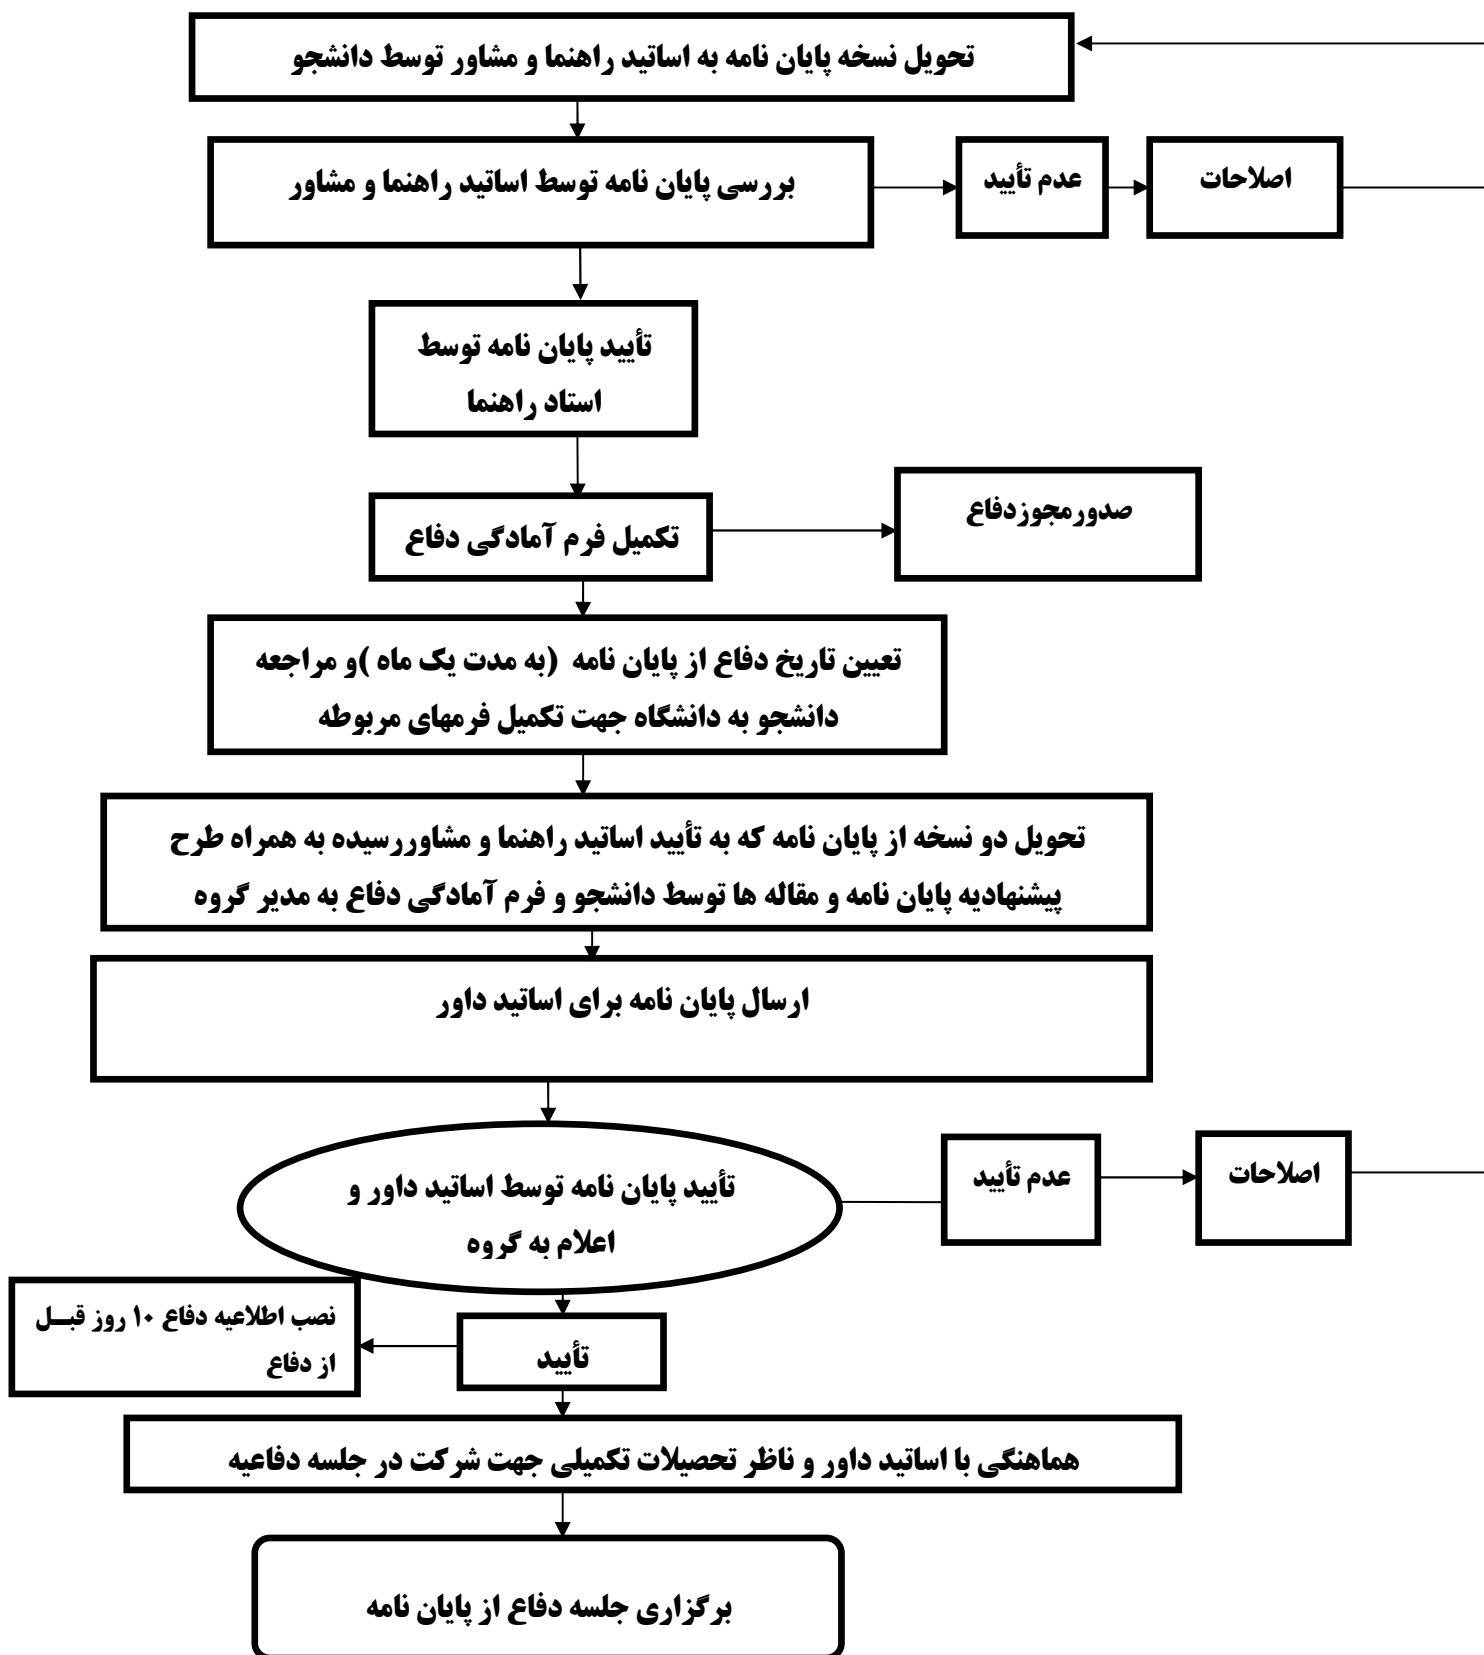 تحویل نسخه پایان نامه به اساتید راهنما و مشاور توسط دانشجو
بررسی پایان نامه توسط اساتید راهنما و مشاور
عدم تأیید
اصلاحات
تأیید پایان نامه توسط
استاد راهنما
صدورمجوزدفاع
تکمیل فرم آمادگی دفاع
تعیین تاریخ دفاع از پایان نامه (به مدت یک ماه )و مراجعه
دانشجو به دانشگاه جهت تکمیل فرمهای مربوطه
تحویل دو نسخه از پایان نامه که به تأیید اساتید راهنما و مشاوررسیده به همراه طرح
پیشنهادیه پایان نامه و مقاله ها توسط دانشجو و فرم آمادگی دفاع به مدیر گروه
ارسال پایان نامه برای اساتید داور
تأیید پایان نامه توسط اساتید داور و
اعلام به گروه
عدم تأیید
اصلاحات
نصب اطلاعیه دفاع ۱۰ روز قبــل
از دفاع
تأیید
هماهنگی با اساتید داور و ناظر تحصیلات تکمیلی جهت شرکت در جلسه دفاعیه
برگزاری جلسه دفاع از پایان نامه